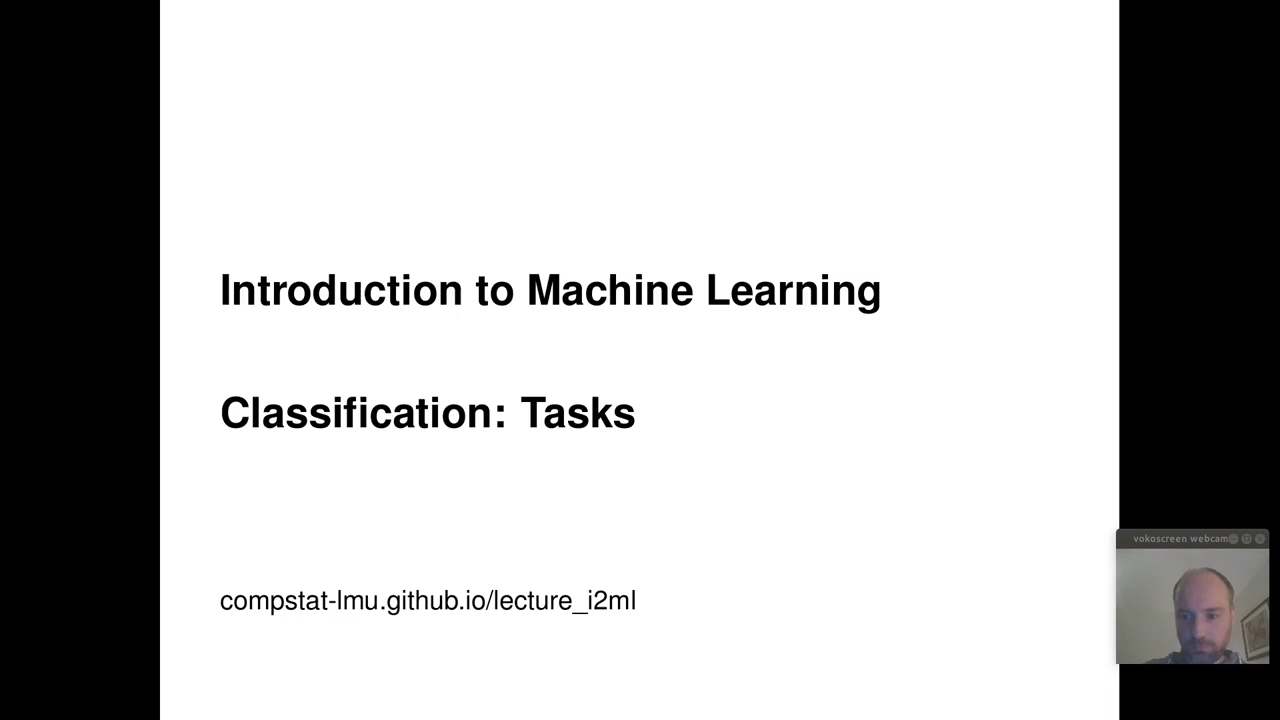 Introduction to Machine Learning
Classification: Tasks
compstat-lmu.github.io/lecture_i2ml
vokoscreen webcam